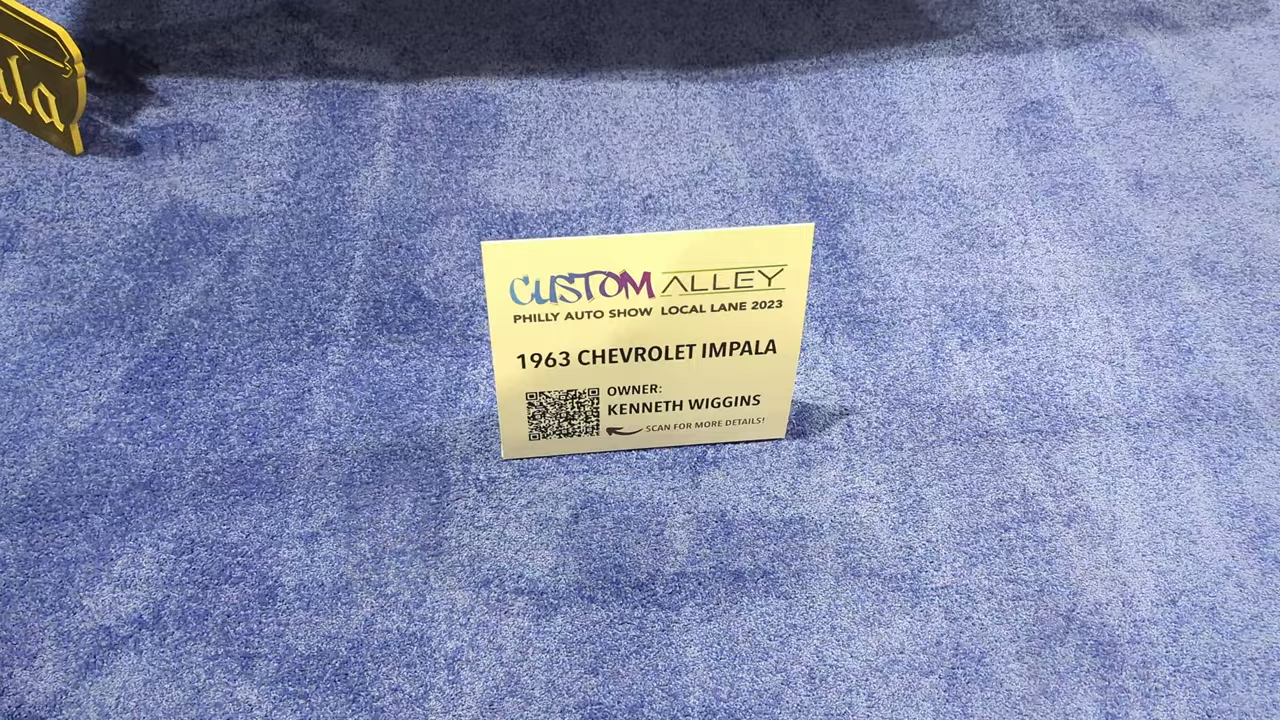 CUSTOM ALLEY
PHILLY AUTO SHOW LOCAL LANE 2023
1963 CHEVROLET IMPALA
OWNER:
KENNETH WIGGINS
SCAN FOR MORE DETAILS!